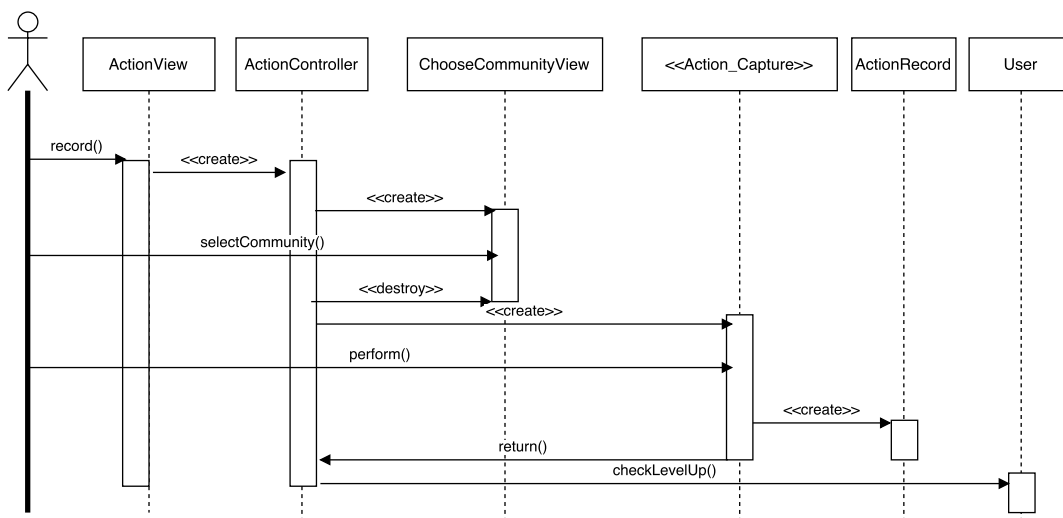 ActionView
ActionController
ChooseCommunityView
<<Action_Capture>>
ActionRecord
User
record()
<<create>>
<<create>>
selectCommunity()
<<destroy>>
<<create>>
perform()
<<create>>
return()
checkLevelUp()